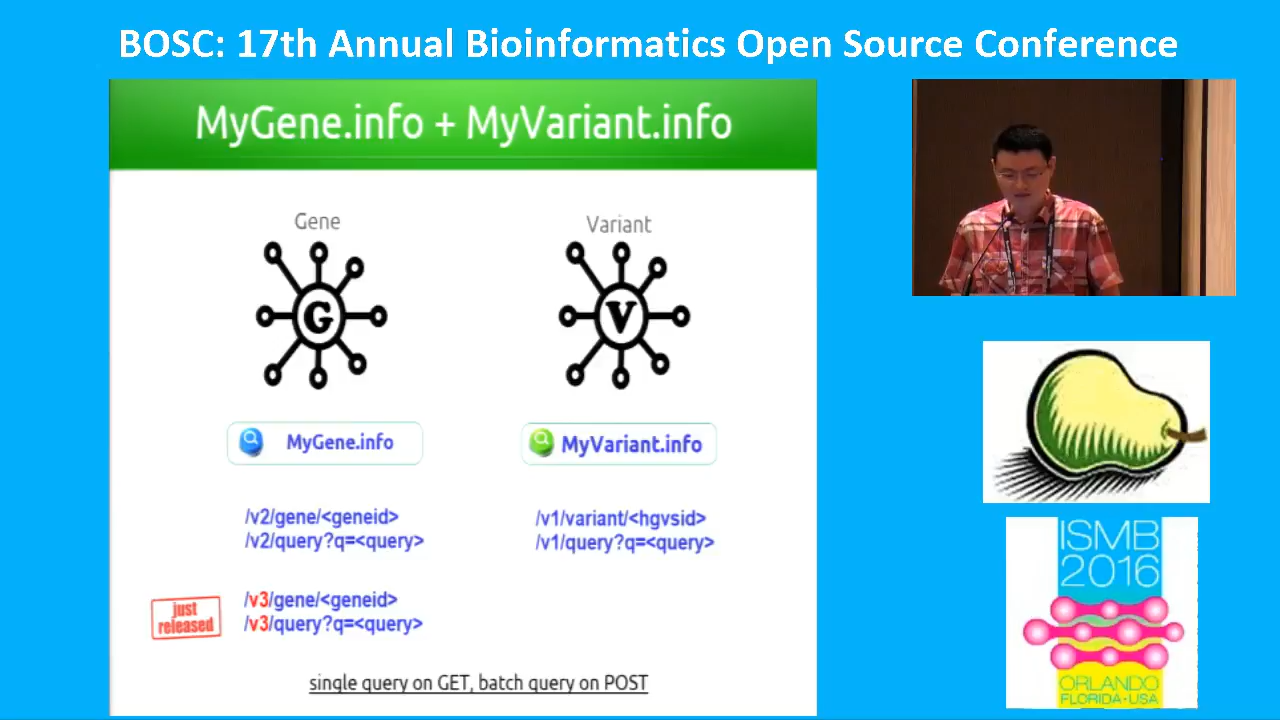 BOSC: 17th Annual Bioinformatics Open Source Conference
MyGene.info + MyVariant.info
Gene
Variant
G
V
MyGene.info
MyVariant.info
/v2/gene/<geneid>
/v2/query?q=<query>
/v1/variant/<hgvsid>
/v1/query?q=<query>
just
released
/v3/gene/<geneid>
/v3/query?q=<query>
single query on GET, batch query on POST
ISMB
2016
ORLANDO
FLORIDA•USA